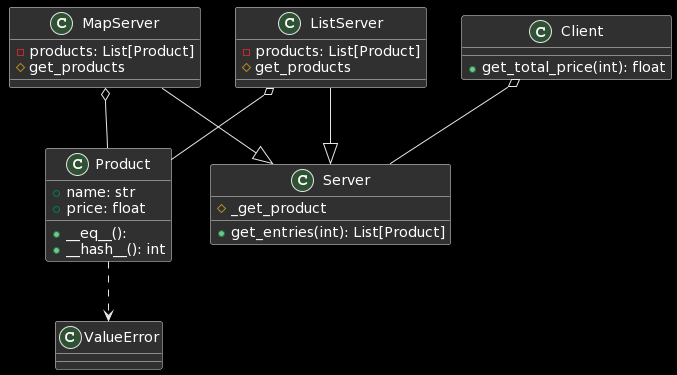 C MapServer
products: List[Product]
get_products
C ListServer
products: List[Product]
get_products
C Client
get_total_price(int): float
C Product
name: str
price: float
__eq__():
__hash__(): int
C Server
_get_product
get_entries(int): List[Product]
C ValueError